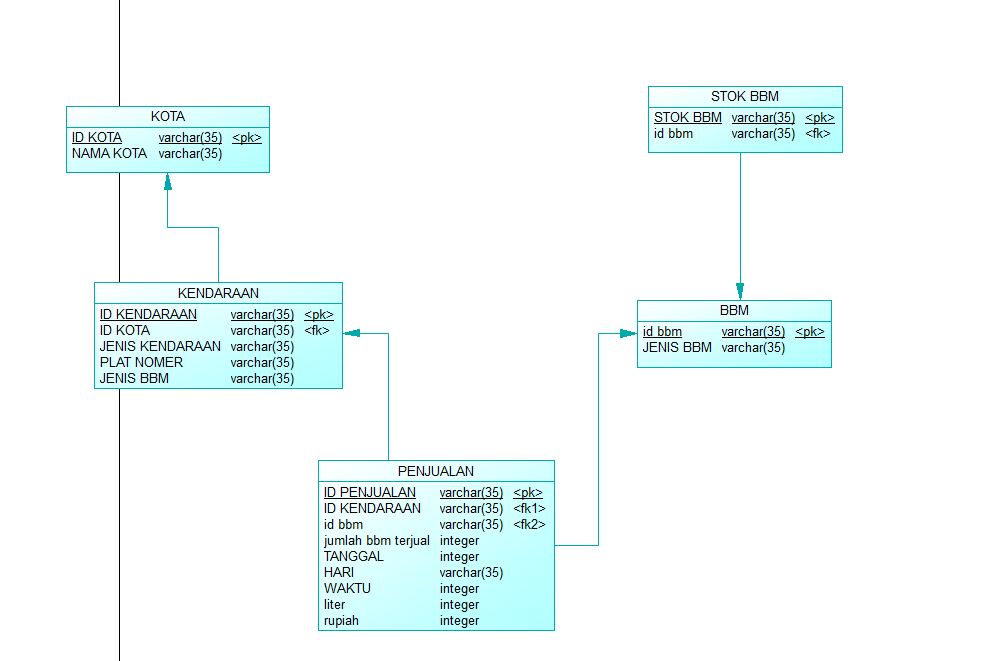 KOTA
ID KOTA varchar(35) <pk>
NAMA KOTA varchar(35)
STOK BBM
STOK BBM varchar(35) <pk>
id bbm varchar(35) <fk>
KENDARAAN
ID KENDARAAN varchar(35) <pk>
ID KOTA varchar(35) <fk>
JENIS KENDARAAN varchar(35)
PLAT NOMER varchar(35)
JENIS BBM varchar(35)
BBM
id bbm varchar(35) <pk>
JENIS BBM varchar(35)
PENJUALAN
ID PENJUALAN varchar(35) <pk>
ID KENDARAAN varchar(35) <fk1>
id bbm varchar(35) <fk2>
jumlah bbm terjual integer
TANGGAL integer
HARI varchar(35)
WAKTU integer
liter integer
rupiah integer